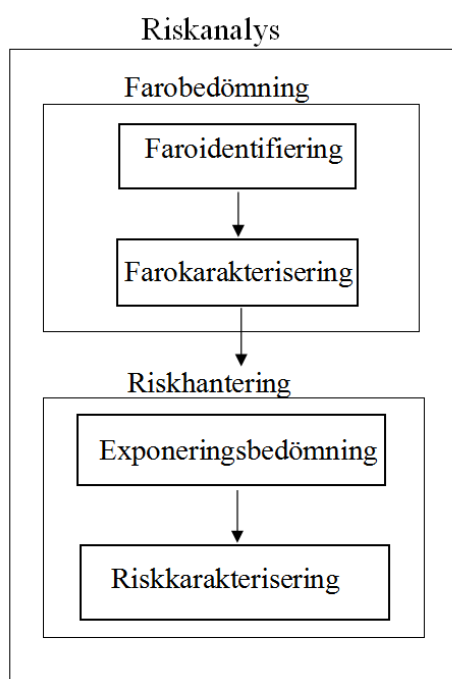 Riskanalys
Farobedömning
Faroidentifiering
Farokarakterisering
Riskhantering
Exponeringsbedömning
Riskkarakterisering